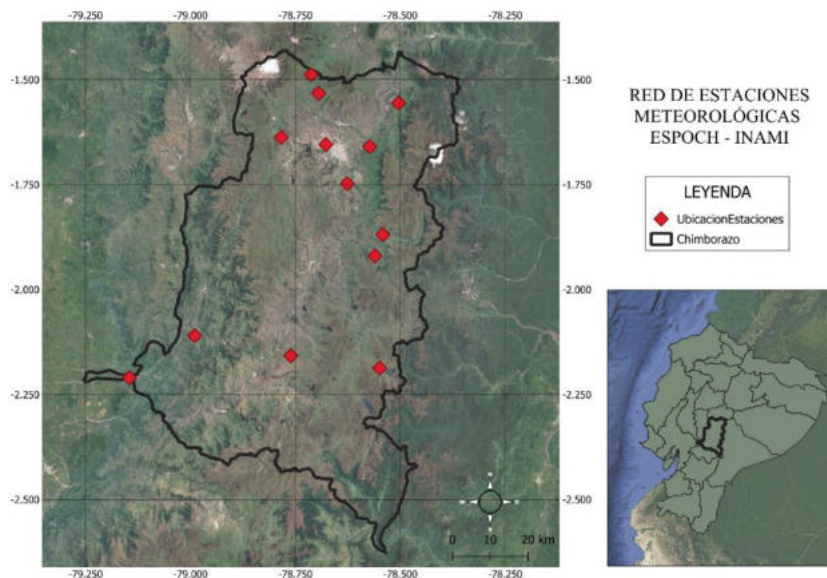 -79.250 -79.000 -78.750 -78.500 -78.250
-1.500 -1.500
-1.750 -1.750
-2.000 -2.000
-2.250 -2.250
-2.500 -2.500
0 10 20 km
-79.250 -79.000 -78.750 -78.500 -78.250
RED DE ESTACIONES
METEOROLÓGICAS
ESPOCH - INAMI
LEYENDA
UbicacionEstaciones
Chimborazo